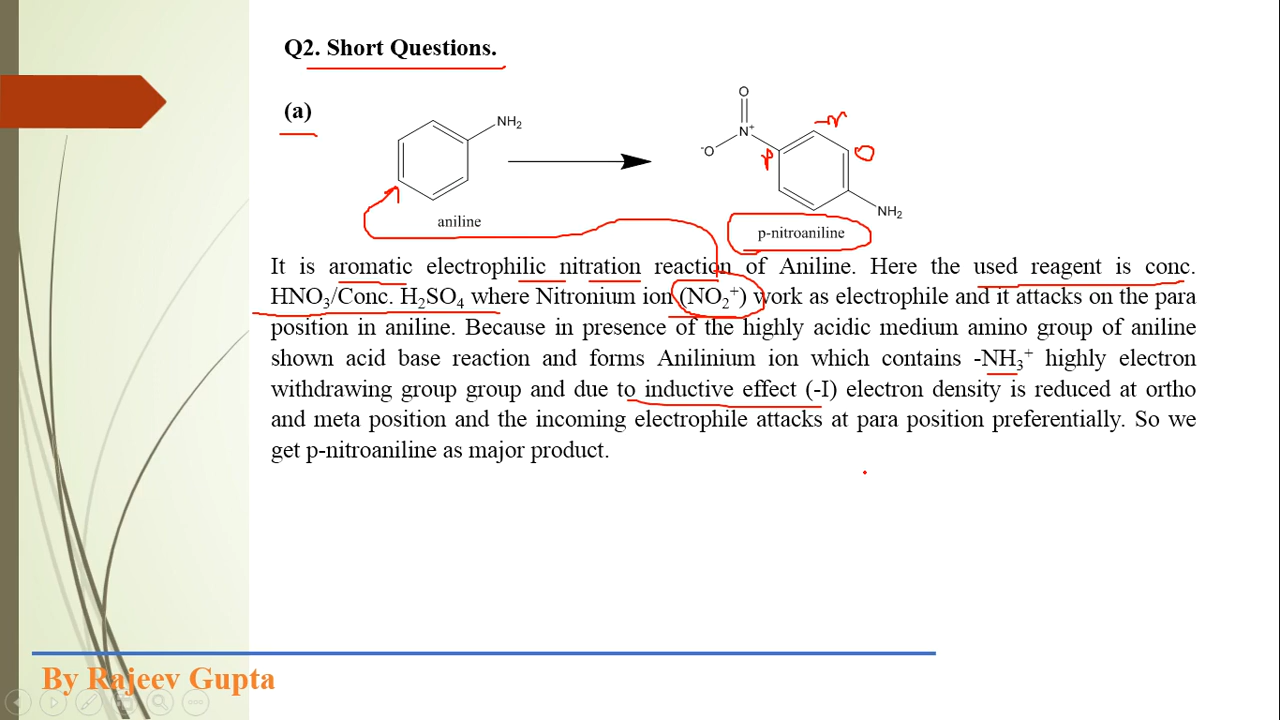 Q2. Short Questions.
(a)
NH2
aniline
O
N+
-O
m
o
p
NH2
p-nitroaniline
It is aromatic electrophilic nitration reaction of Aniline. Here the used reagent is conc.
HNO3/Conc. H2SO4 where Nitronium ion (NO2+) work as electrophile and it attacks on the para
position in aniline. Because in presence of the highly acidic medium amino group of aniline
shown acid base reaction and forms Anilinium ion which contains -NH3+ highly electron
withdrawing group group and due to inductive effect (-I) electron density is reduced at ortho
and meta position and the incoming electrophile attacks at para position preferentially. So we
get p-nitroaniline as major product.
By Rajeev Gupta